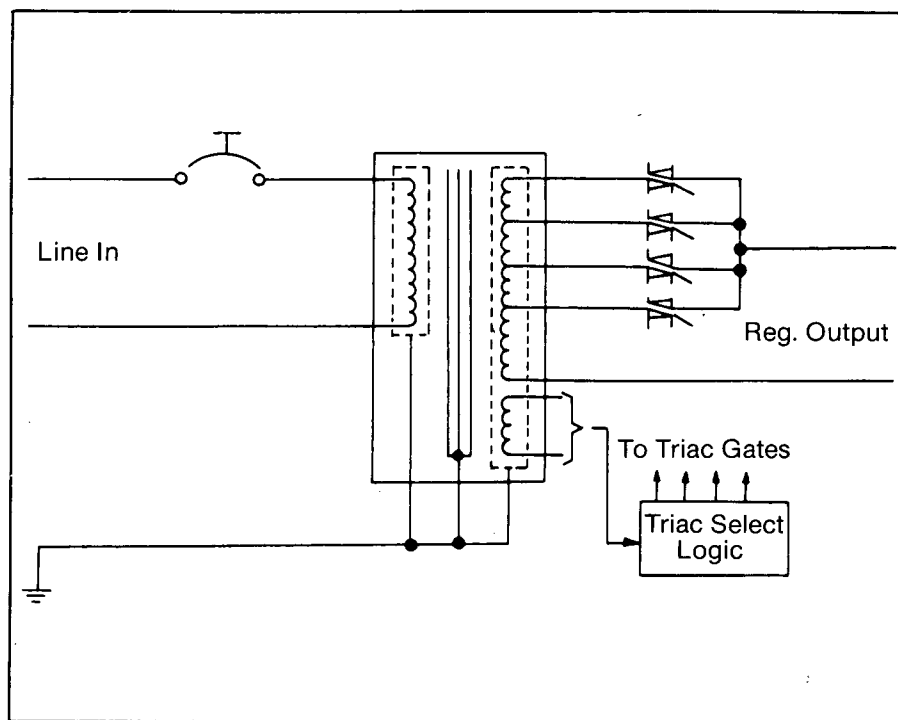 Line In
Reg. Output
To Triac Gates
Triac Select
Logic